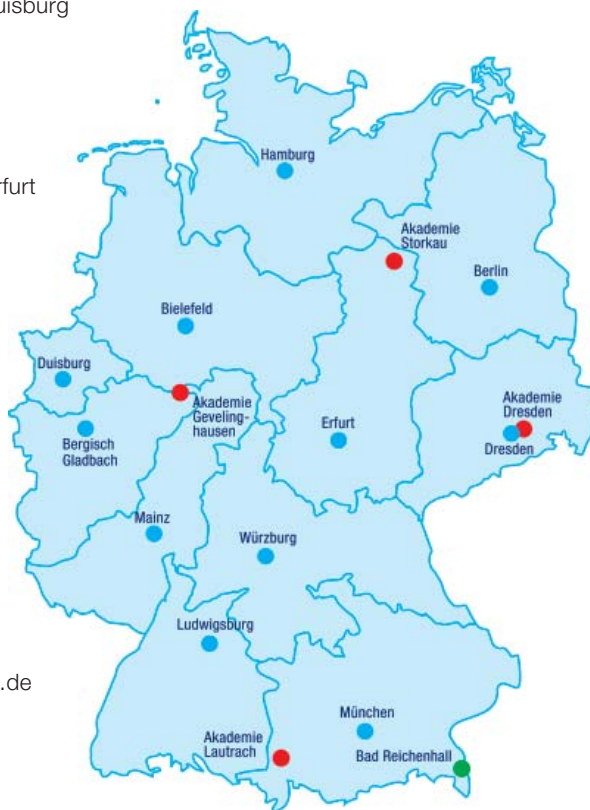 uisburg
Hamburg
rfurt
Akademie
Storkau
Berlin
Bielefeld
Duisburg
Akademie
Geveling-
hausen
Akademie
Dresden
Erfurt
Bergisch
Gladbach
Dresden
Mainz
Würzburg
Ludwigsburg
.de
München
Akademie
Lautrach
Bad Reichenhall